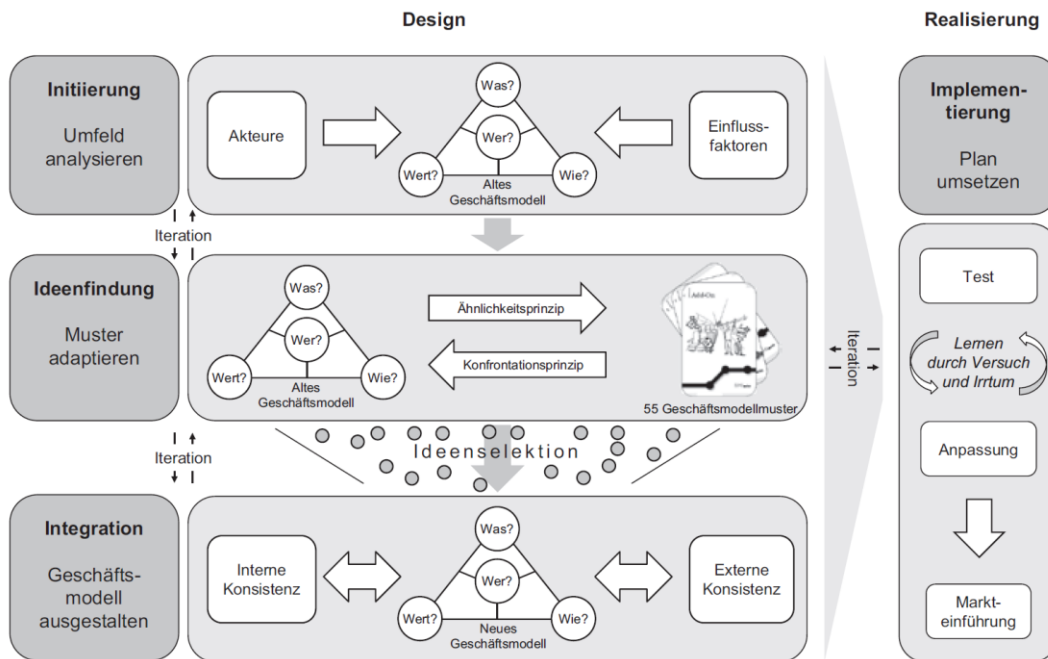 Design
Realisierung
Initiierung
Umfeld
analysieren
Akteure
Was?
Wer?
Wert?
Wie?
Altes
Geschäftsmodell
Einfluss-
faktoren
Implemen-
tierung
Plan
umsetzen
Iteration
Ideenfindung
Muster
adaptieren
Was?
Wer?
Wert?
Wie?
Altes
Geschäftsmodell
Ähnlichkeitsprinzip
Konfrontationsprinzip
Add-On
55 Geschäftsmodellmuster
Iteration
Test
Lernen
durch Versuch
und Irrtum
Anpassung
Iteration
Ideenselektion
Integration
Geschäfts-
modell
ausgestalten
Interne
Konsistenz
Was?
Wer?
Wert?
Wie?
Neues
Geschäftsmodell
Externe
Konsistenz
Markt-
einführung